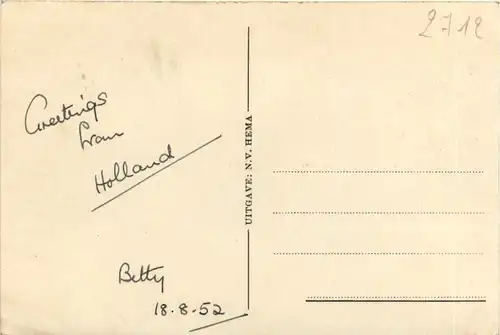 2712
Greetings
from
Holland
Betty
18-8-52
UITGAVE: N.V. HEMA